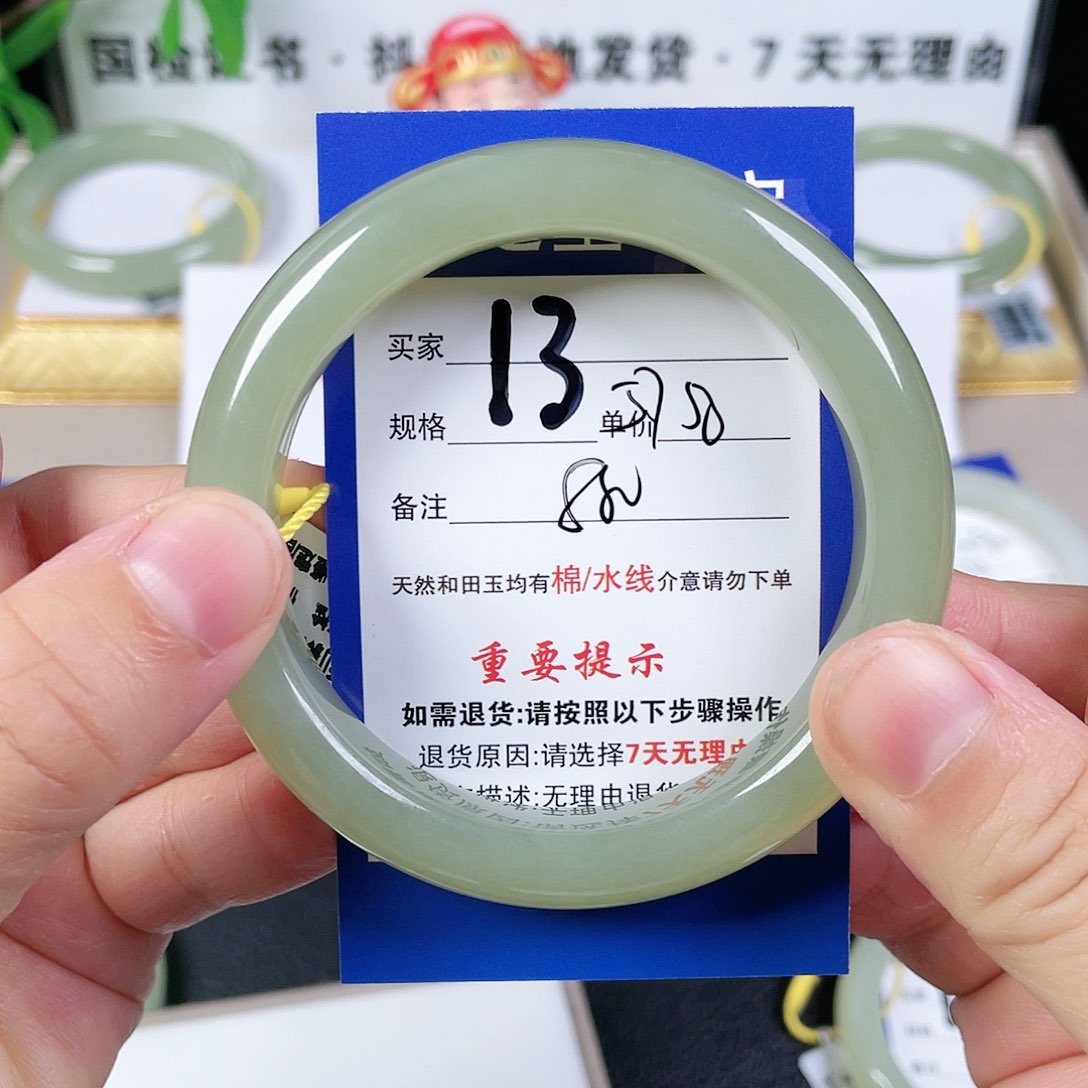 国检证书·抖 地发货·7天无理由
买家 13
规格 单价 58
备注
天然和田玉均有棉/水线介意请勿下单
重要提示
如需退货:请按照以下步骤操作
退货原因:请选择7天无理由
描述:无理由退货